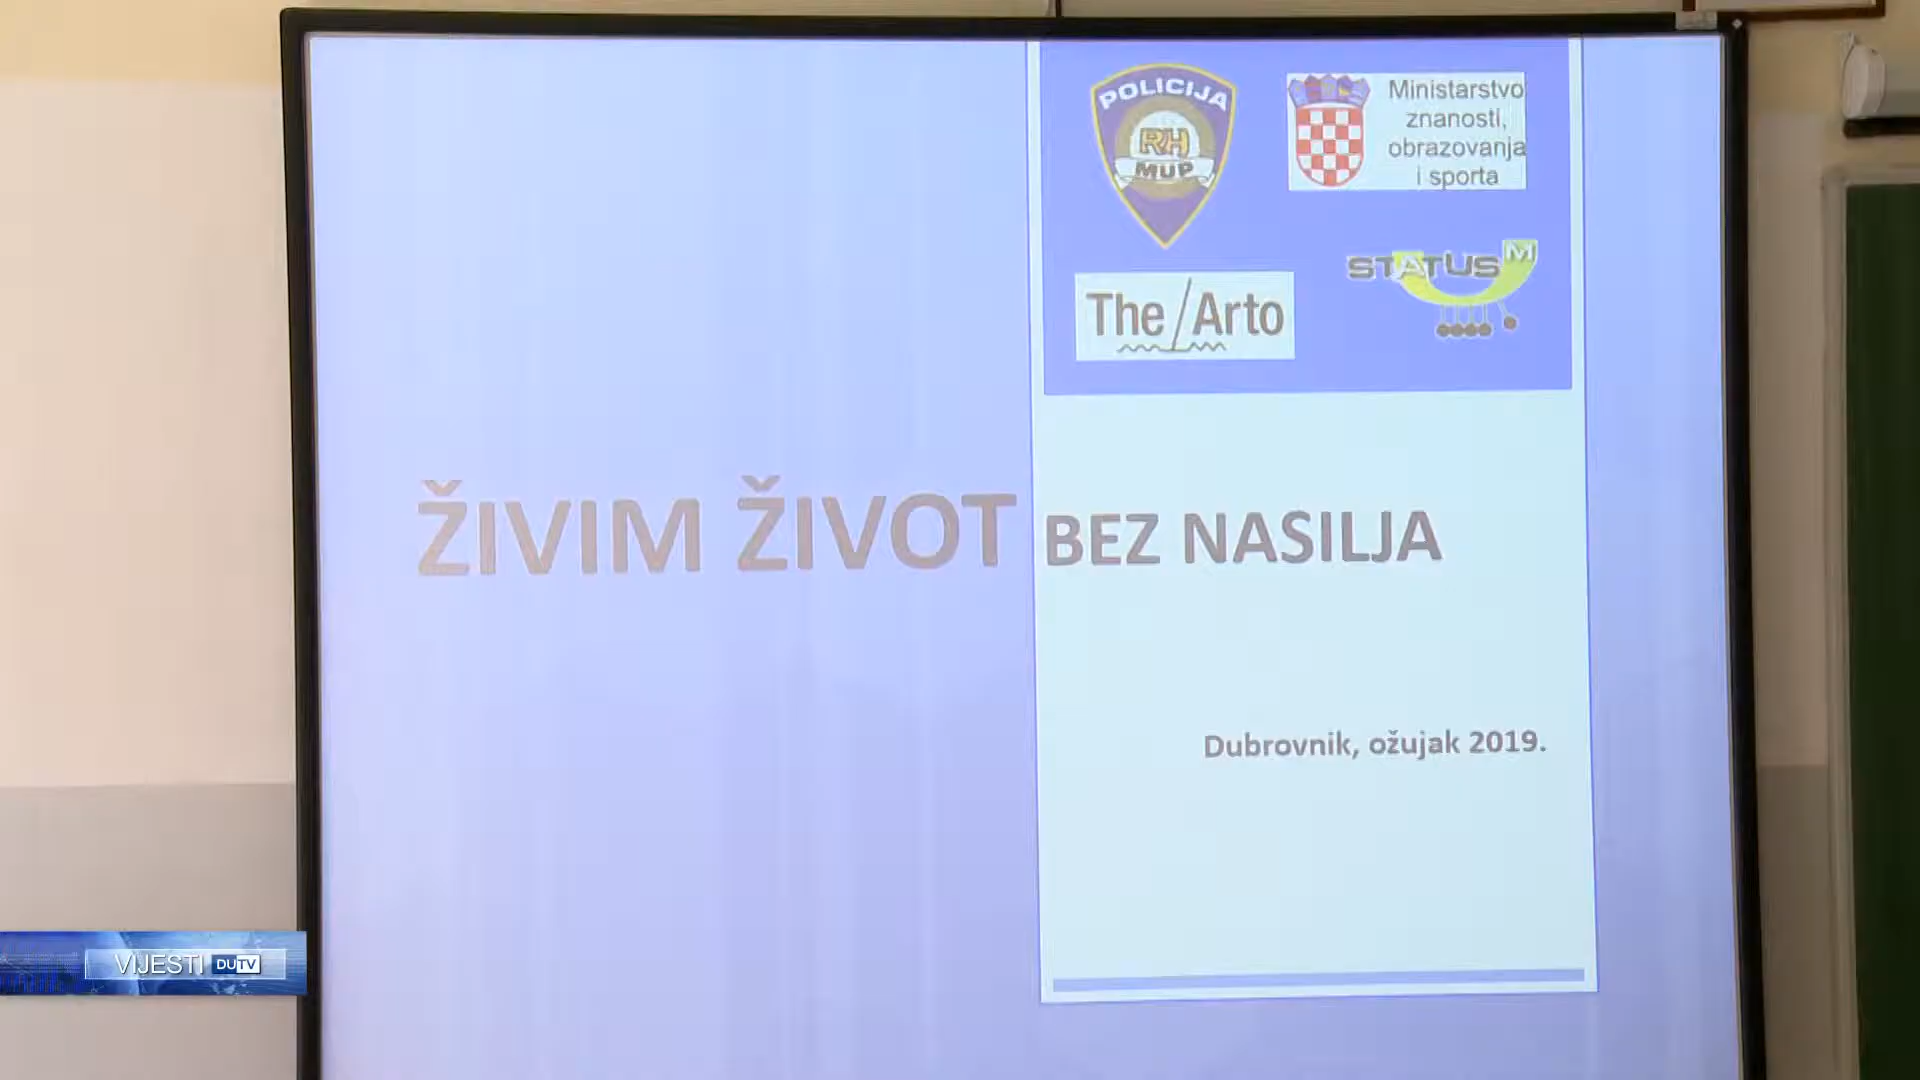 POLICIJA
RH
MUP
Ministarstvo
znanosti,
obrazovanja
i sporta
The/Arto
STATUS M
ŽIVIM ŽIVOT BEZ NASILJA
Dubrovnik, ožujak 2019.
VIJESTI DUTV